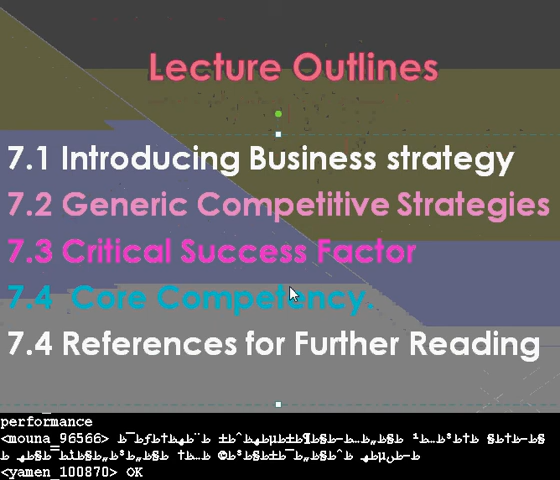 Lecture Outlines
7.1 Introducing Business strategy
7.2 Generic Competitive Strategies
7.3 Critical Success Factor
7.4 Core Competency.
7.4 References for Further Reading
performance
<mouna_96566>
<yamen_100870> OK